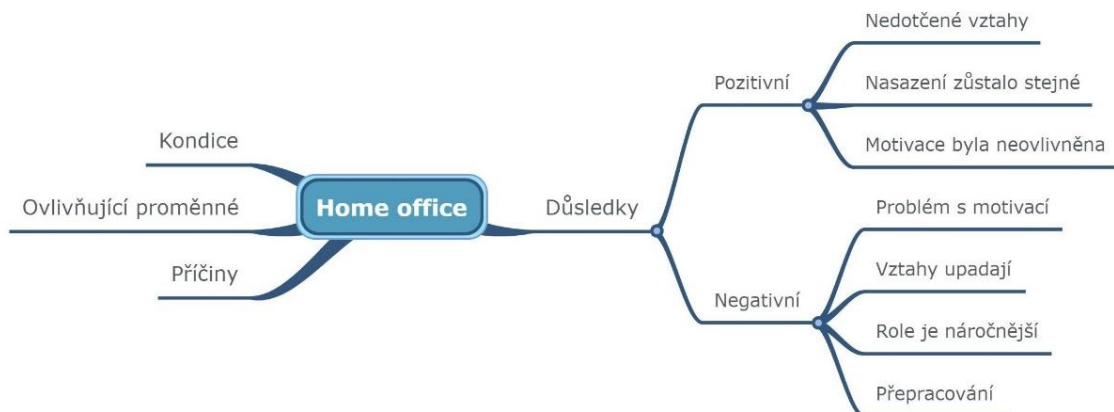 Kondice
Ovlivňující proměnné
Příčiny
Home office
Důsledky
Pozitivní
Nedotčené vztahy
Nasazení zůstalo stejné
Motivace byla neovlivněna
Negativní
Problém s motivací
Vztahy upadají
Role je náročnější
Přepracování